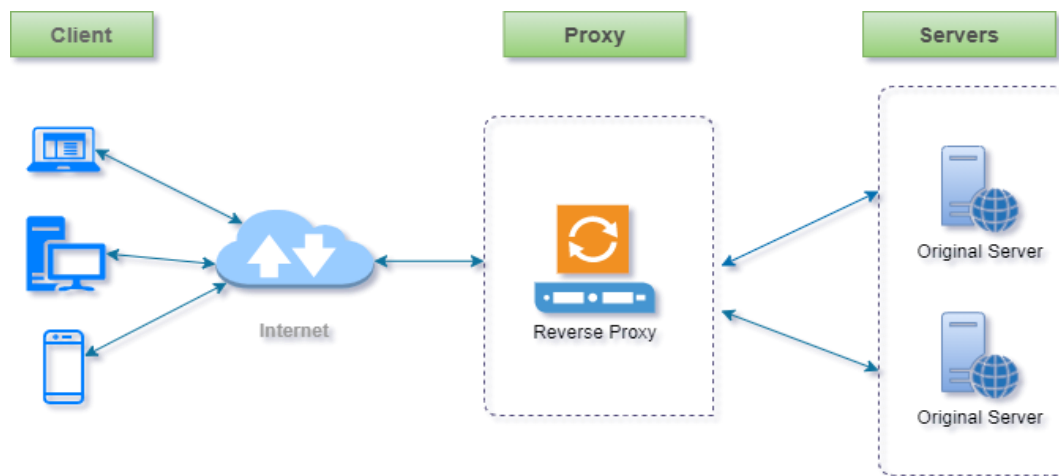 Client
Proxy
Servers
Original Server
Internet
Reverse Proxy
Original Server